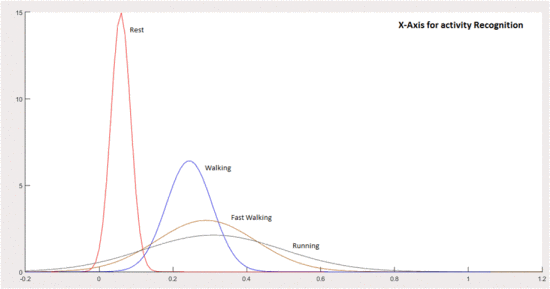 X-Axis for activity Recognition
15
Rest
10
Walking
5
Fast Walking
Running
0
-0.2 0 0.2 0.4 0.6 0.8 1 1.2